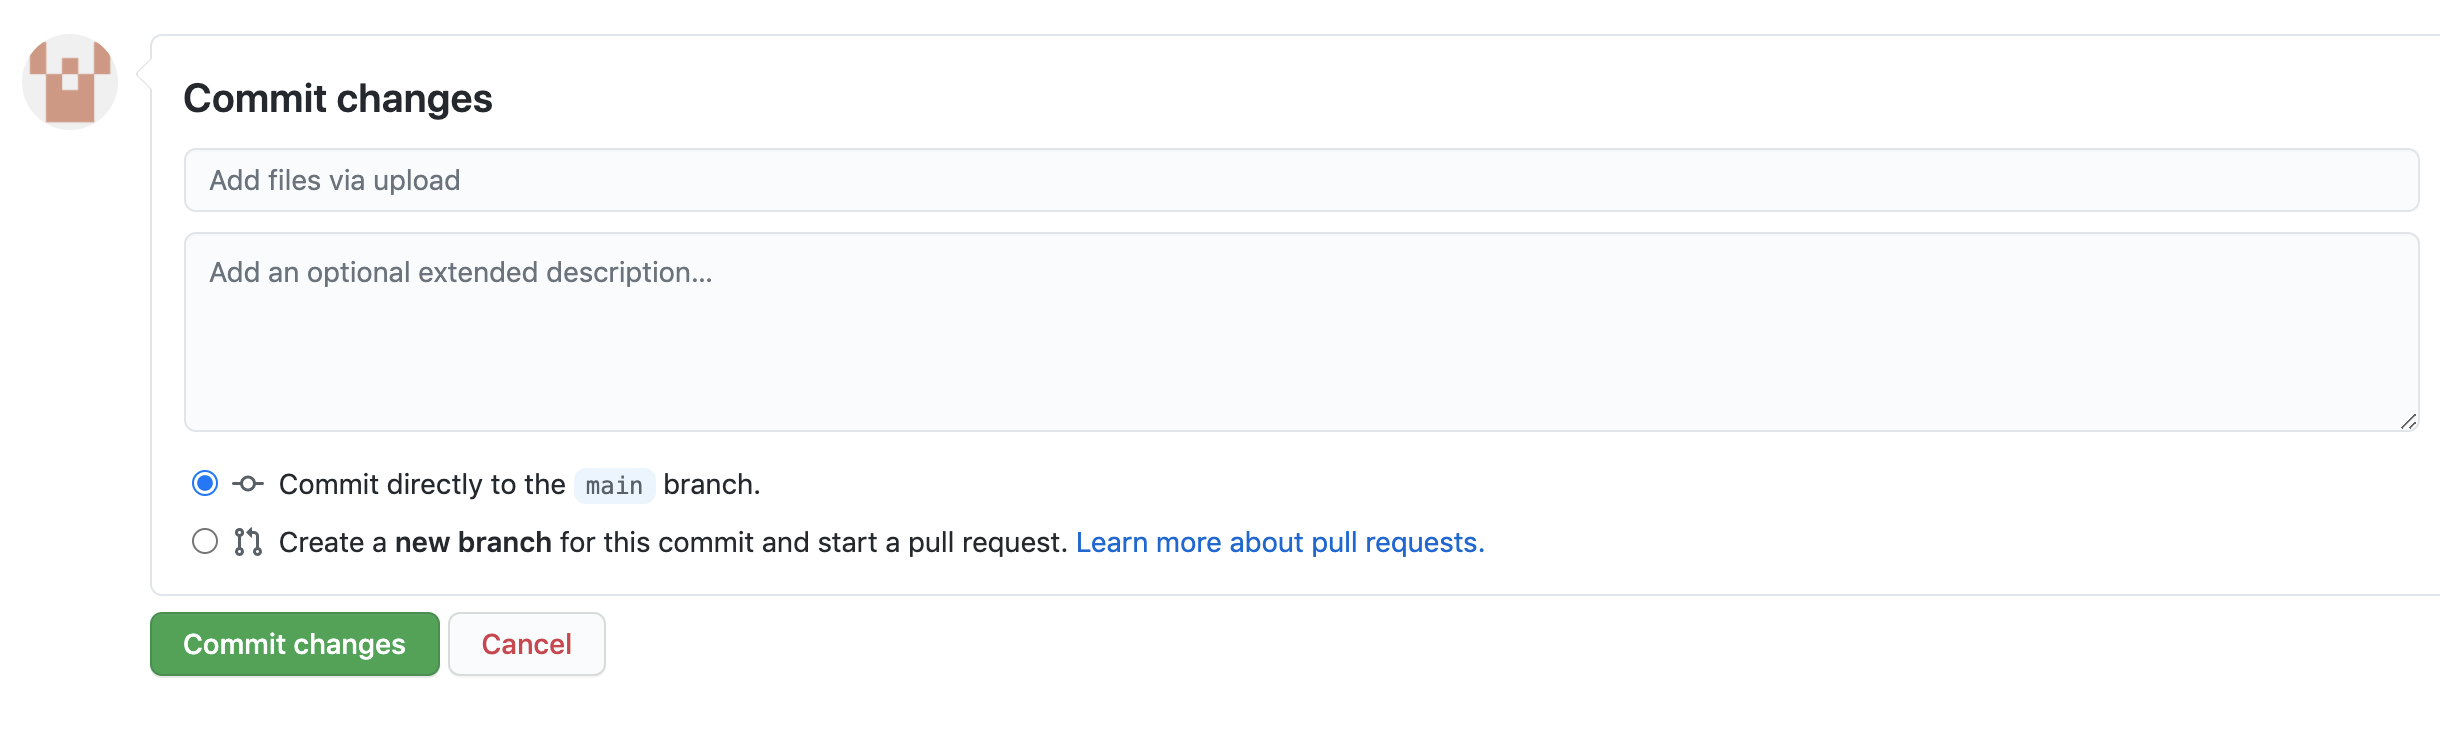 Commit changes
Add files via upload
Add an optional extended description...
Commit directly to the main branch.
Create a new branch for this commit and start a pull request. Learn more about pull requests.
Commit changes Cancel